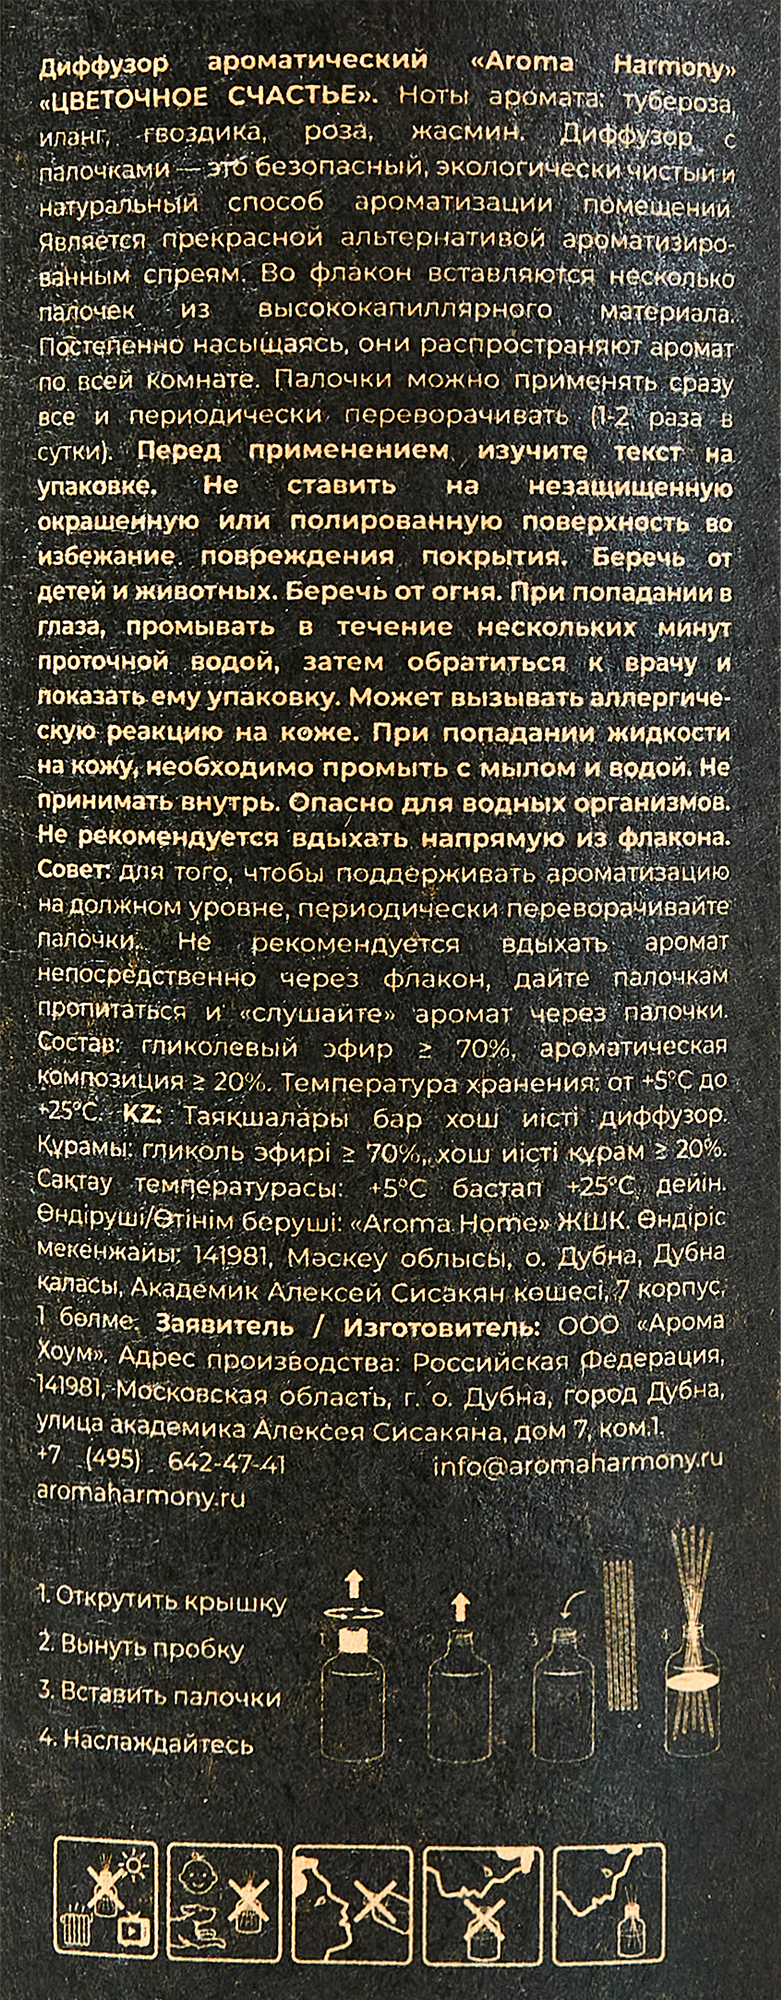 Диффузор ароматический «Aroma Harmony»
«ЦВЕТОЧНОЕ СЧАСТЬЕ». Ноты аромата: тубероза,
иланг, гвоздика, роза, жасмин. Диффузор с
палочками — это безопасный, экологически чистый и
натуральный способ ароматизации помещений.
Является прекрасной альтернативой ароматизиро-
ванным спреям. Во флакон вставляются несколько
палочек из высококапиллярного материала.
Постепенно насыщаясь, они распространяют аромат
по всей комнате. Палочки можно применять сразу
все и периодически переворачивать (1-2 раза в
сутки). Перед применением изучите текст на
упаковке. Не ставить на незащищенную
окрашенную или полированную поверхность во
избежание повреждения покрытия. Беречь от
детей и животных. Беречь от огня. При попадании в
глаза, промывать в течение нескольких минут
проточной водой, затем обратиться к врачу и
показать ему упаковку. Может вызывать аллергиче-
скую реакцию на коже. При попадании жидкости
на кожу, необходимо промыть с мылом и водой. Не
принимать внутрь. Опасно для водных организмов.
Не рекомендуется вдыхать напрямую из флакона.
Совет: для того, чтобы поддерживать ароматизацию
на должном уровне, периодически переворачивайте
палочки. Не рекомендуется вдыхать аромат
непосредственно через флакон, дайте палочкам
пропитаться и «слушайте» аромат через палочки.
Состав: гликолевый эфир ≥ 70%, ароматическая
композиция ≥ 20%. Температура хранения: от +5°C до
+25°C. KZ: Таяқшалары бар хош иісті диффузор.
Құрамы: гликоль эфирі ≥ 70%, хош иісті құрам ≥ 20%.
Сақтау температурасы: +5°C бастап +25°C дейін.
Өндіруші/Өтінім беруші: «Aroma Home» ЖШК. Өндіріс
мекенжайы: 141981, Мәскеу облысы, о. Дубна, Дубна
қаласы, Академик Алексей Сисакян көшесі, 7 корпус,
1 бөлме. Заявитель / Изготовитель: ООО «Арома
Хоум». Адрес производства: Российская Федерация,
141981, Московская область, г. о. Дубна, город Дубна,
улица академика Алексея Сисакяна, дом 7, ком.1.
+7 (495) 642-47-41 info@aromaharmony.ru
aromaharmony.ru
1. Открутить крышку
2. Вынуть пробку
3. Вставить палочки
4. Наслаждайтесь
1 2 3 4